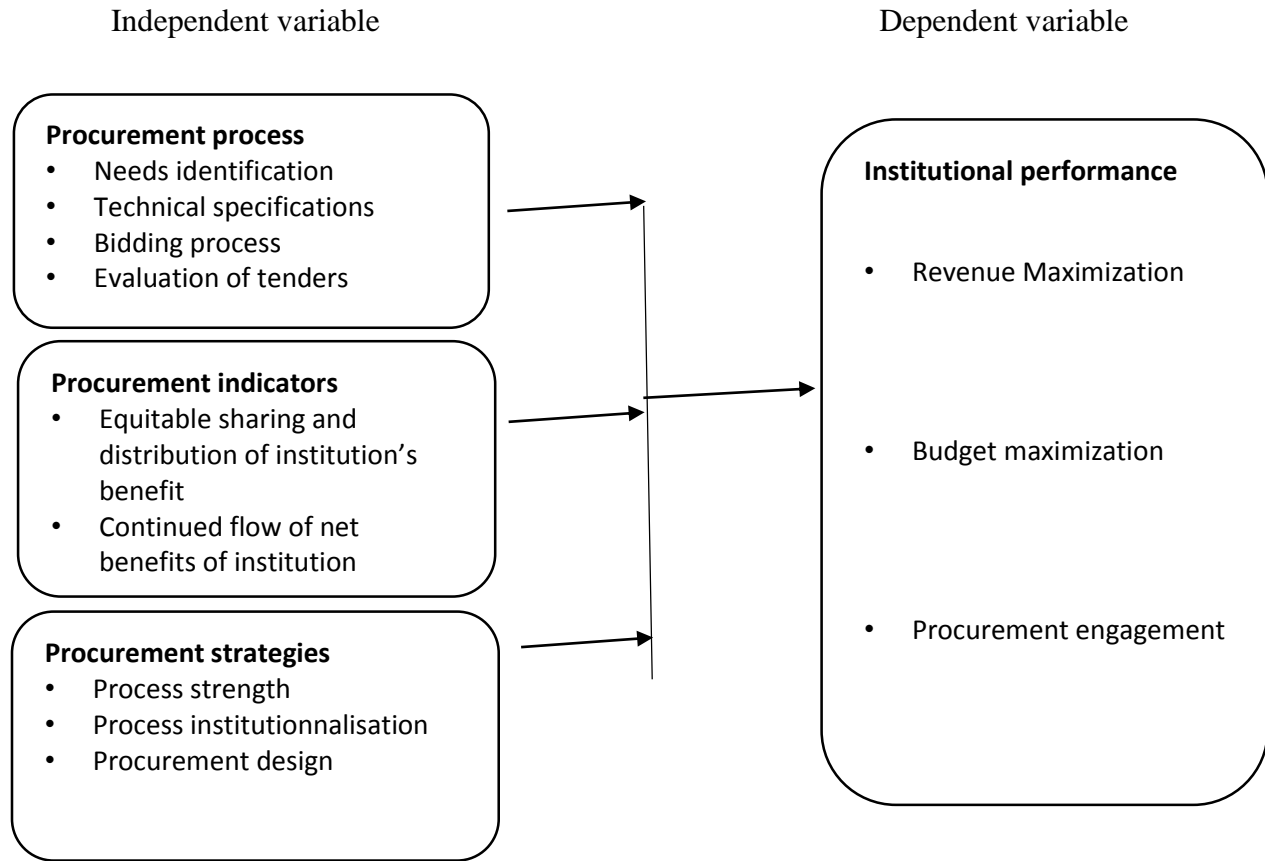 Independent variable
Dependent variable
Procurement process
• Needs identification
• Technical specifications
• Bidding process
• Evaluation of tenders
Procurement indicators
• Equitable sharing and
distribution of institution’s
benefit
• Continued flow of net
benefits of institution
Procurement strategies
• Process strength
• Process institutionnalisation
• Procurement design
Institutional performance
• Revenue Maximization
• Budget maximization
• Procurement engagement